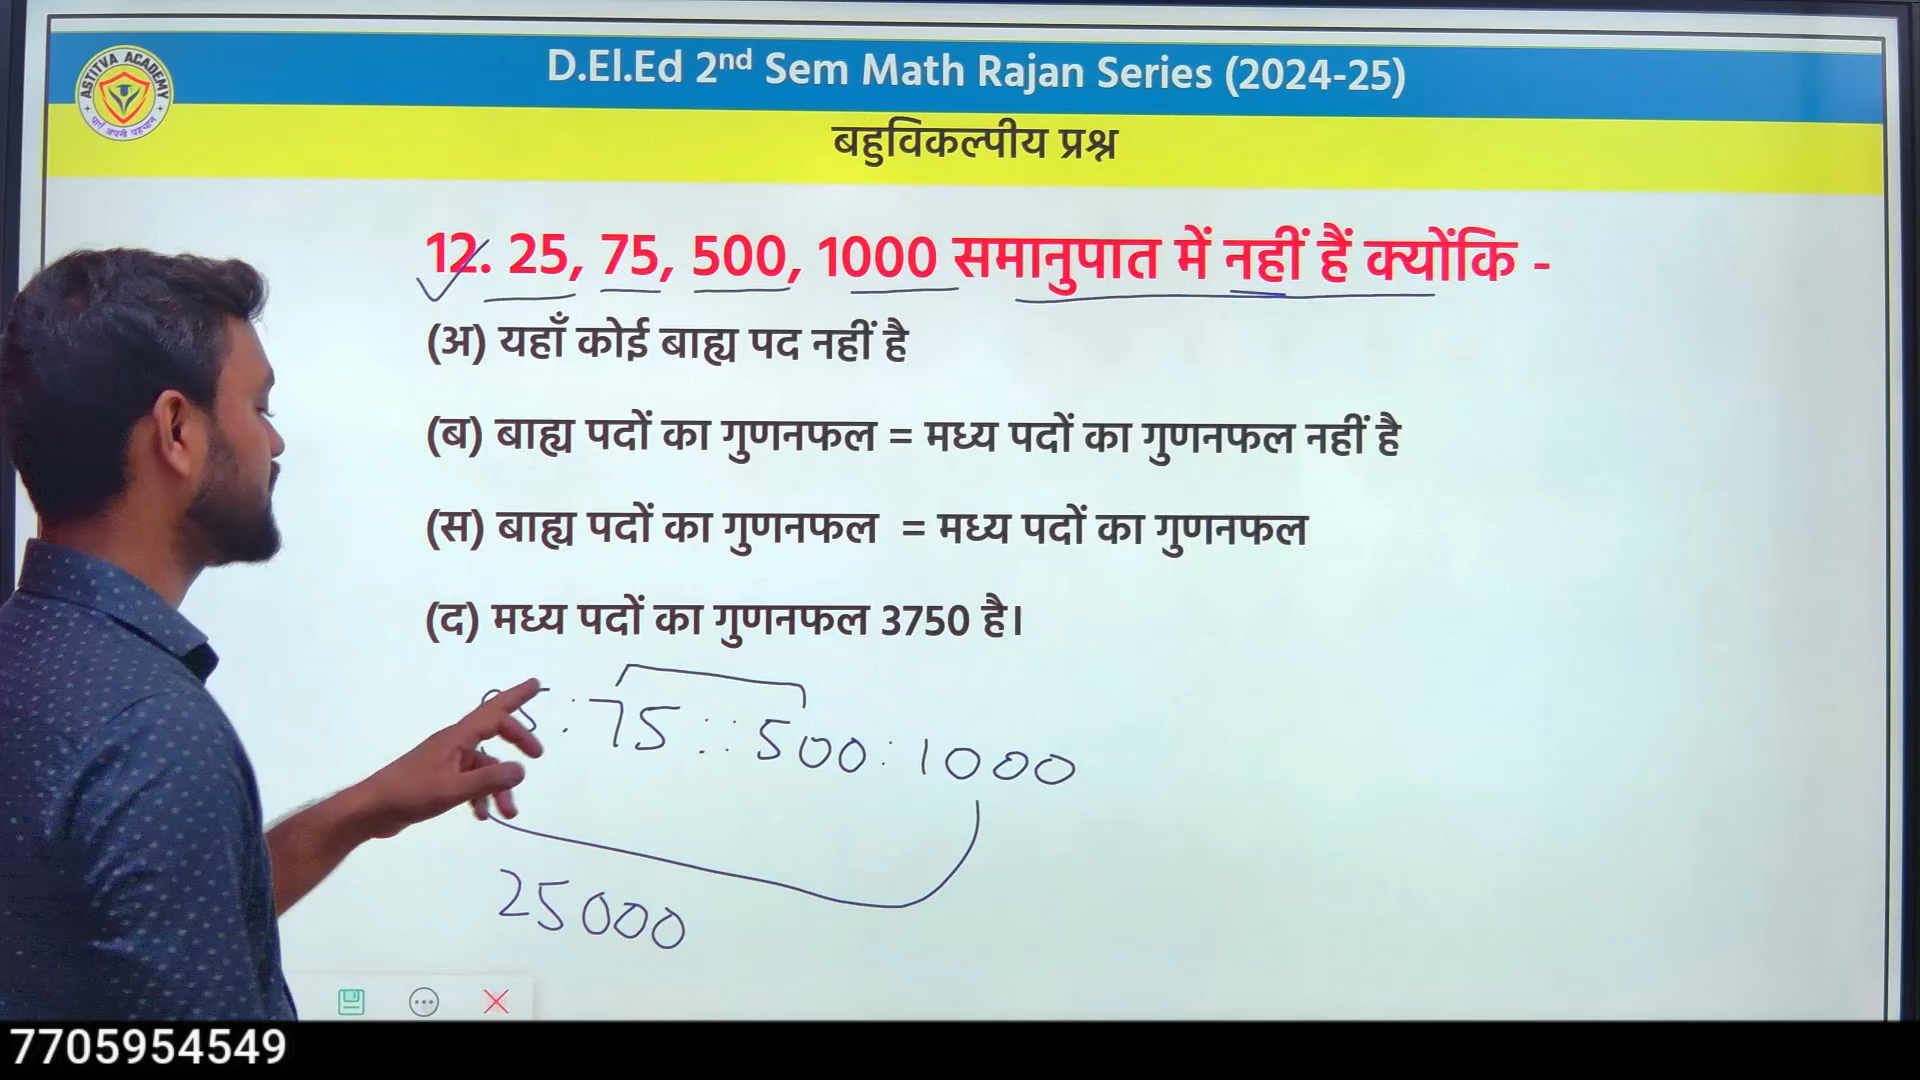 ASTITVA ACADEMY
D.El.Ed 2nd Sem Math Rajan Series (2024-25)
बहुविकल्पीय प्रश्न
12. 25, 75, 500, 1000 समानुपात में नहीं हैं क्योंकि -
(अ) यहाँ कोई बाह्य पद नहीं है
(ब) बाह्य पदों का गुणनफल = मध्य पदों का गुणनफल नहीं है
(स) बाह्य पदों का गुणनफल = मध्य पदों का गुणनफल
(द) मध्य पदों का गुणनफल 3750 है।
: 75 :: 500 : 1000
25000
7705954549